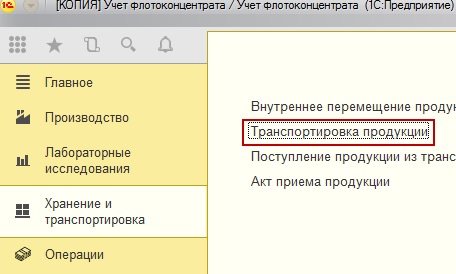 [КОПИЯ] Учет флотоконцентрата / Учет флотоконцентрата (1С:Предприятие)
Главное
Производство
Лабораторные
исследования
Хранение и
транспортировка
Операции
Внутреннее перемещение проду
Транспортировка продукции
Поступление продукции из транс
Акт приема продукции